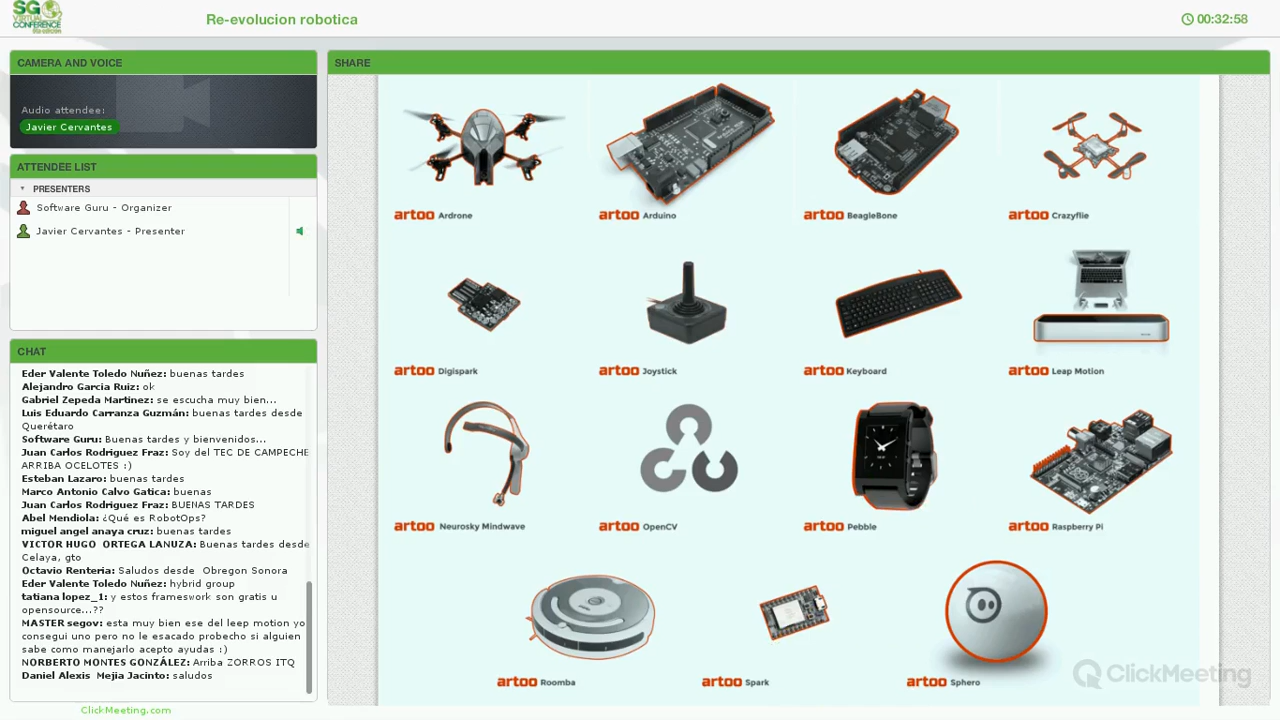 SG
VIRTUAL
CONFERENCE
Re-evolucion robotica
00:32:58
CAMERA AND VOICE
Audio attendee:
Javier Cervantes
ATTENDEE LIST
PRESENTERS
Software Guru - Organizer
Javier Cervantes - Presenter
CHAT
Eder Valente Toledo Nuñez: buenas tardes
Alejandro Garcia Ruiz: ok
Gabriel Zepeda Martinez: se escucha muy bien...
Luis Eduardo Carranza Guzmán: buenas tardes desde
Querétaro
Software Guru: Buenas tardes y bienvenidos...
Juan Carlos Rodriguez Fraz: Soy del TEC DE CAMPECHE
ARRIBA OCELOTES :)
Esteban Lazaro: buenas tardes
Marco Antonio Calvo Gatica: buenas
Juan Carlos Rodriguez Fraz: BUENAS TARDES
Abel Mendiola: ¿Qué es RobotOps?
miguel angel anaya cruz: buenas tardes
VICTOR HUGO ORTEGA LANUZA: Buenas tardes desde
Celaya, gto
Octavio Renteria: Saludos desde Obregon Sonora
Eder Valente Toledo Nuñez: hybrid group
tatiana lopez_1: y estos frameswork son gratis u
opensource...??
MASTER segov: esta muy bien ese del leep motion yo
consegui uno pero no le esacado probecho si alguien
sabe como manejarlo acepto ayudas :)
NORBERTO MONTES GONZÁLEZ: Arriba ZORROS ITQ
Daniel Alexis Mejia Jacinto: saludos
ClickMeeting.com
SHARE
artoo Ardrone
artoo Arduino
artoo BeagleBone
artoo Crazyflie
artoo Digispark
artoo Joystick
artoo Keyboard
artoo Leap Motion
artoo Neurosky Mindwave
artoo OpenCV
artoo Pebble
artoo Raspberry Pi
artoo Roomba
artoo Spark
artoo Sphero
ClickMeeting